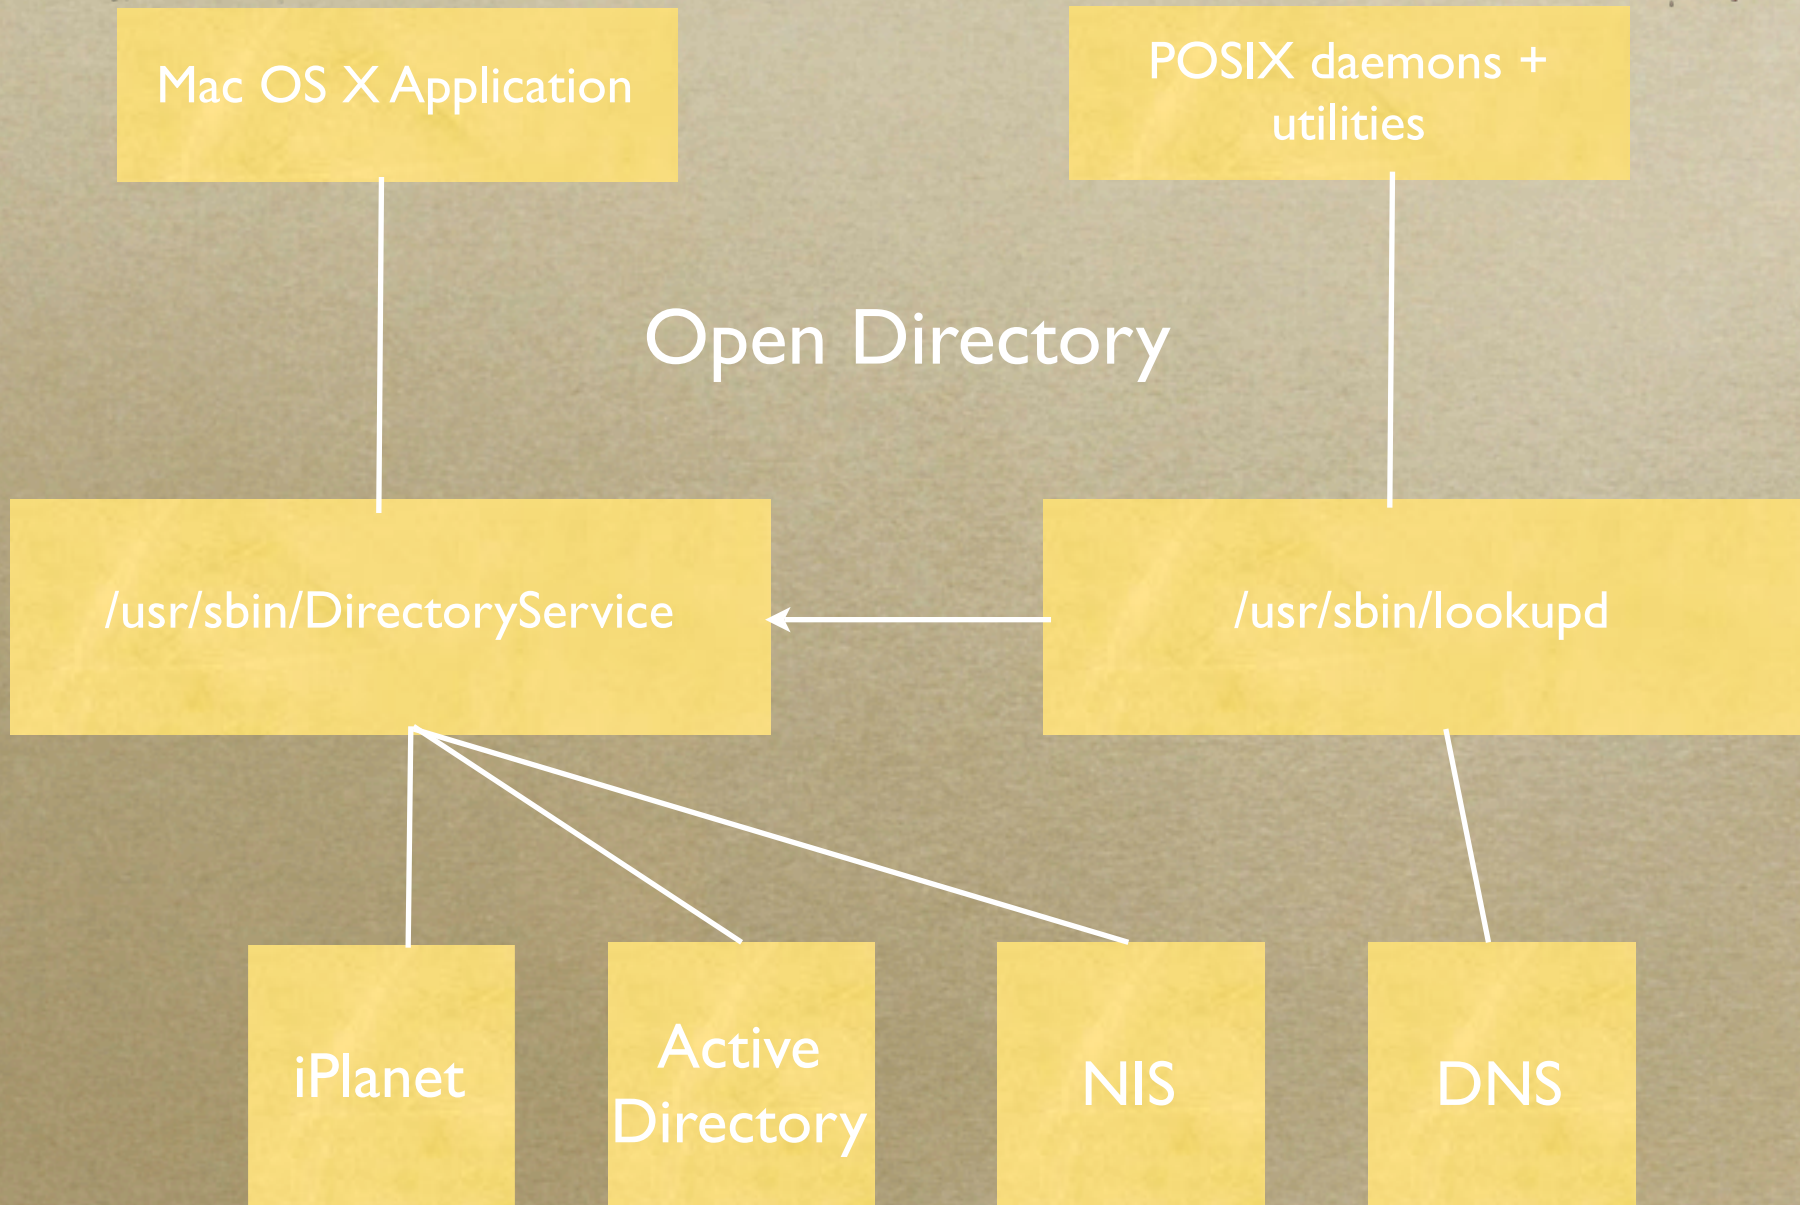 Mac OS X Application
POSIX daemons +
utilities
Open Directory
/usr/sbin/DirectoryService
/usr/sbin/lookupd
iPlanet
Active
Directory
NIS
DNS